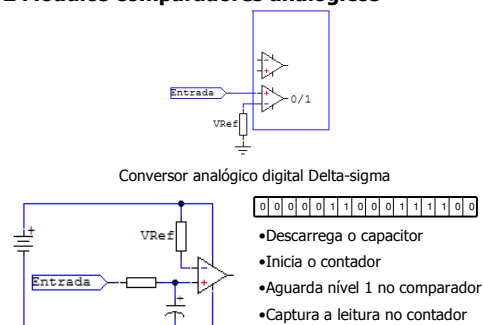 2 Módulos comparadores analógicos
Entrada
0/1
VRef
Conversor analógico digital Delta-sigma
0 0 0 0 0 1 1 0 0 0 1 1 1 1 0 0
VRef
•Descarrega o capacitor
•Inicia o contador
Entrada
•Aguarda nível 1 no comparador
•Captura a leitura no contador